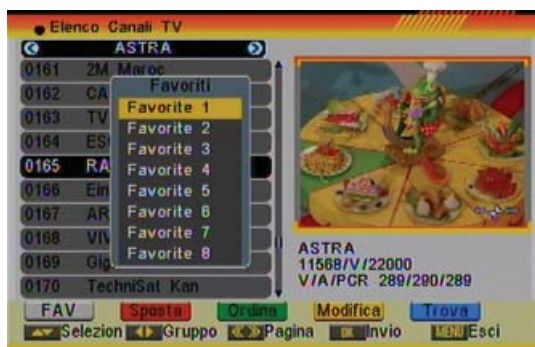 Elenco Canali TV
ASTRA
0161 2M Maroc
Favoriti
0162 CA
Favorite 1
0163 TV
Favorite 2
0164 ES
Favorite 3
0165 RA
Favorite 4
0166 Ein
Favorite 5
0167 AR
Favorite 6
0168 VIV
Favorite 7
0169 Gig
Favorite 8
0170 TechniSat Kan
ASTRA
11568/V/22000
V/A/PCR 289/290/289
FAV Sposta Ordina Modifica Trova
Selezion Gruppo Pagina OK Invio MENU Esci